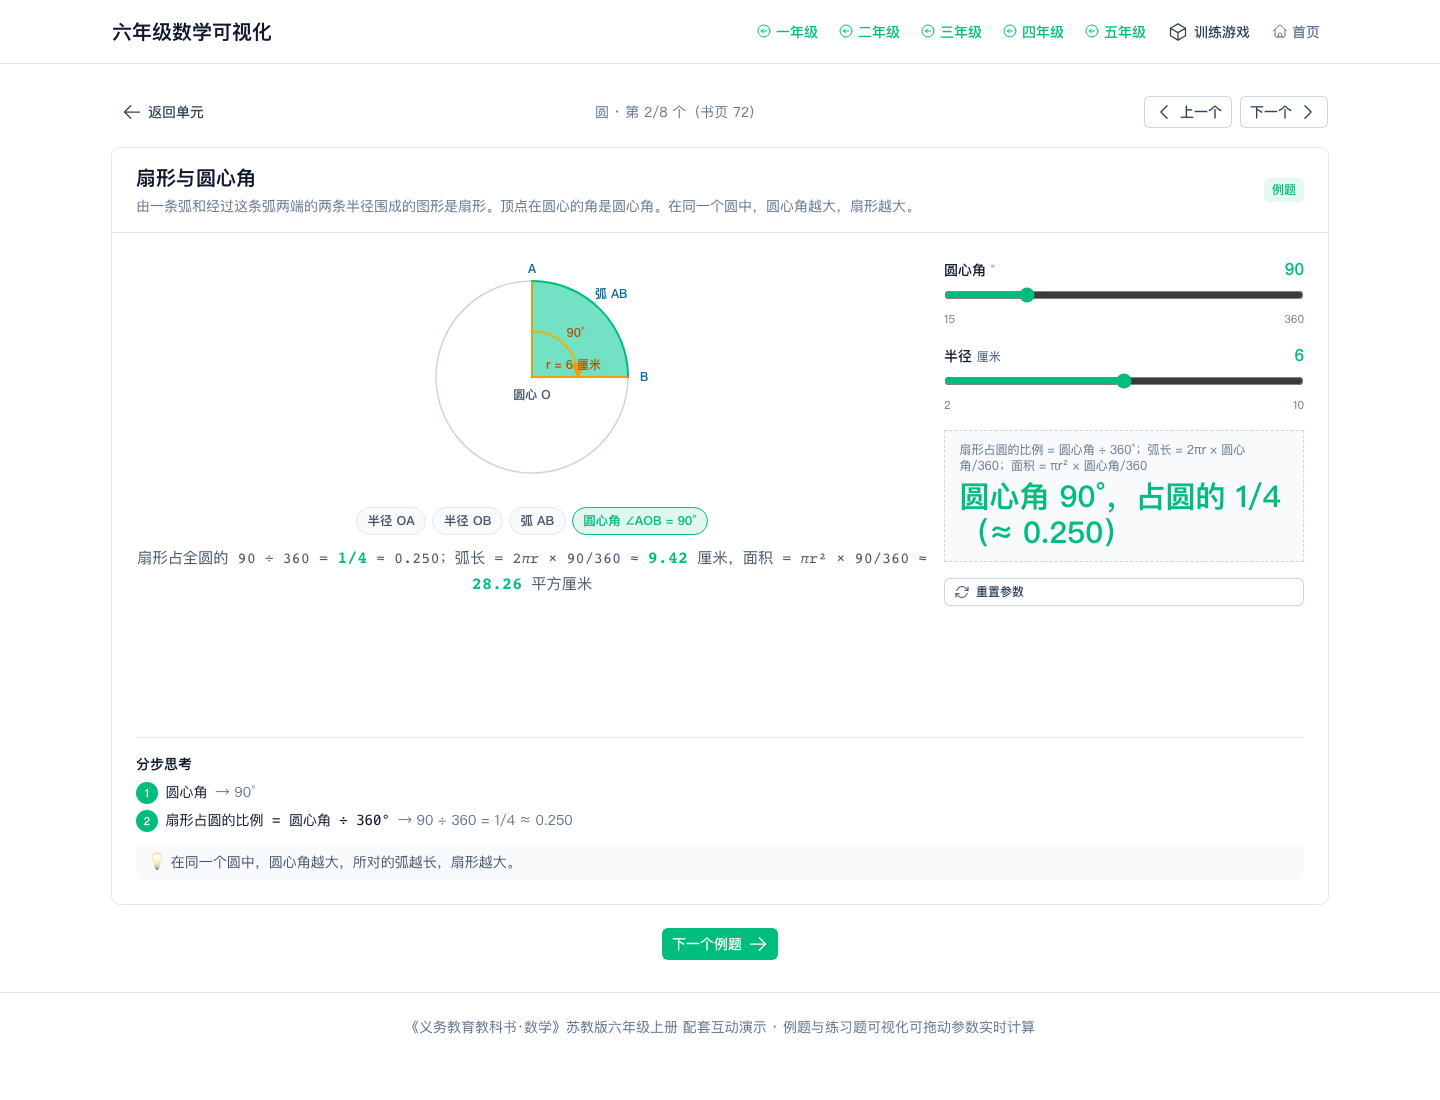 六年级数学可视化
一年级 二年级 三年级 四年级 五年级 训练游戏 首页
返回单元
圆 · 第 2/8 个（书页 72）
上一个
下一个
扇形与圆心角
例题
由一条弧和经过这条弧两端的两条半径围成的图形是扇形。顶点在圆心的角是圆心角。在同一个圆中，圆心角越大，扇形越大。
A
弧 AB
90°
r = 6 厘米
B
圆心 O
半径 OA 半径 OB 弧 AB 圆心角 ∠AOB = 90°
扇形占全圆的 90 ÷ 360 = 1/4 ≈ 0.250；弧长 = 2πr × 90/360 ≈ 9.42 厘米，面积 = πr² × 90/360 ≈
28.26 平方厘米
圆心角 ° 90
15 360
半径 厘米 6
2 10
扇形占圆的比例 = 圆心角 ÷ 360°；弧长 = 2πr × 圆心
角/360；面积 = πr² × 圆心角/360
圆心角 90°，占圆的 1/4
（≈ 0.250）
重置参数
分步思考
1 圆心角 → 90°
2 扇形占圆的比例 = 圆心角 ÷ 360° → 90 ÷ 360 = 1/4 ≈ 0.250
💡 在同一个圆中，圆心角越大，所对的弧越长，扇形越大。
下一个例题 →
《义务教育教科书·数学》苏教版六年级上册 配套互动演示 · 例题与练习题可视化可拖动参数实时计算